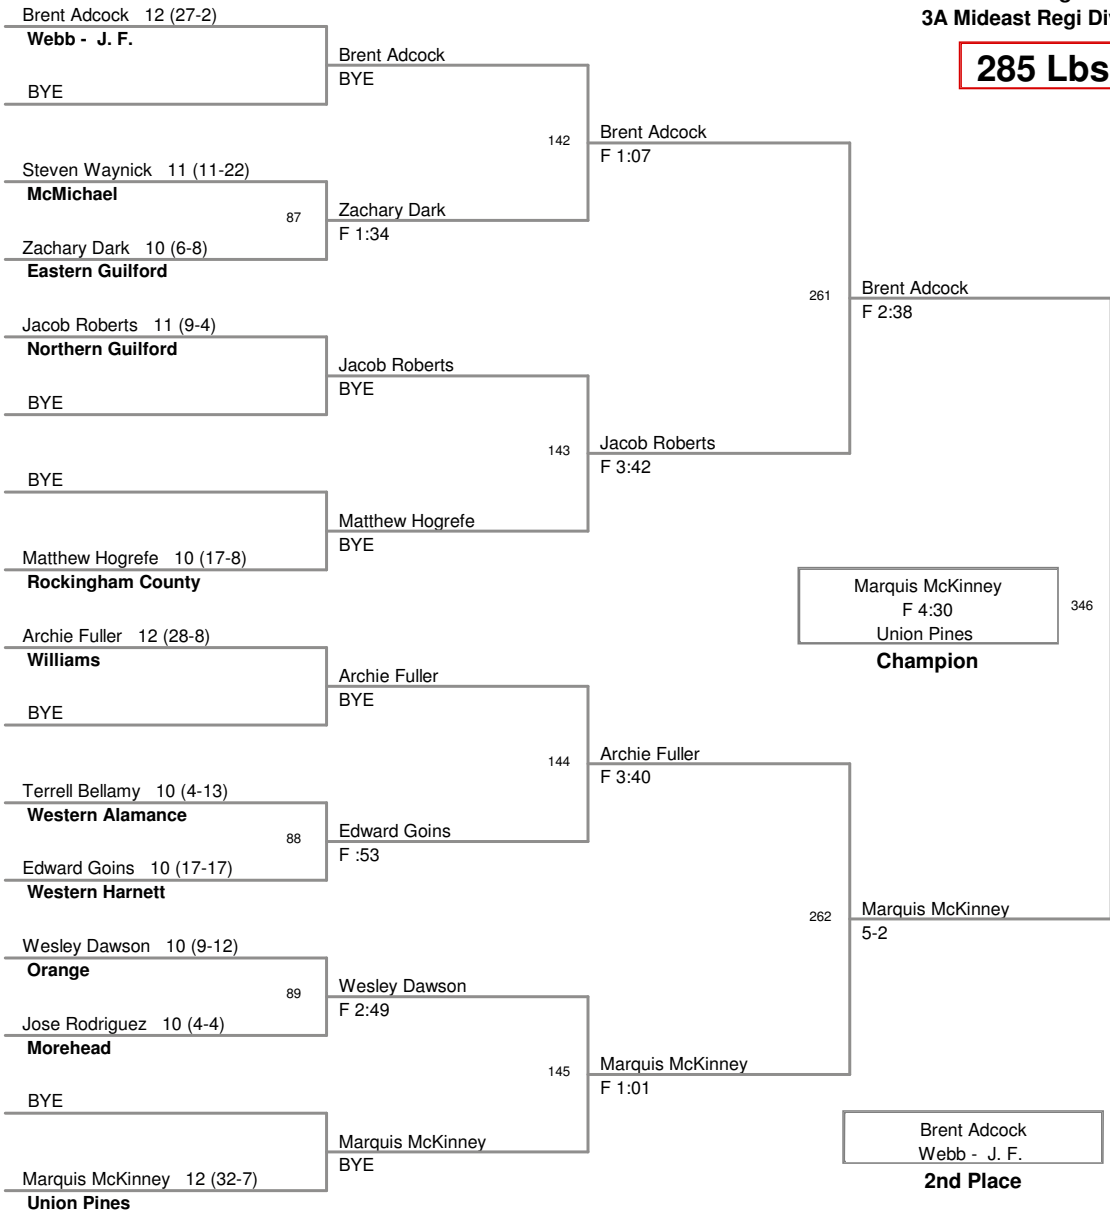 3A Mideast Regi Di
285 Lbs
Brent Adcock 12 (27-2)
Webb - J. F.
BYE
Steven Waynick 11 (11-22)
McMichael
87
Zachary Dark 10 (6-8)
Eastern Guilford
Jacob Roberts 11 (9-4)
Northern Guilford
BYE
BYE
Matthew Hogrefe 10 (17-8)
Rockingham County
Archie Fuller 12 (28-8)
Williams
BYE
Terrell Bellamy 10 (4-13)
Western Alamance
88
Edward Goins 10 (17-17)
Western Harnett
Wesley Dawson 10 (9-12)
Orange
89
Jose Rodriguez 10 (4-4)
Morehead
BYE
Marquis McKinney 12 (32-7)
Union Pines
Brent Adcock
BYE
142
Zachary Dark
F 1:34
Jacob Roberts
BYE
143
Matthew Hogrefe
BYE
Archie Fuller
BYE
144
Edward Goins
F :53
Wesley Dawson
F 2:49
145
Marquis McKinney
BYE
Brent Adcock
F 1:07
261
Jacob Roberts
F 3:42
Archie Fuller
F 3:40
262
Marquis McKinney
F 1:01
Brent Adcock
F 2:38
Marquis McKinney
5-2
Marquis McKinney
F 4:30
Union Pines
346
Champion
Brent Adcock
Webb - J. F.
2nd Place